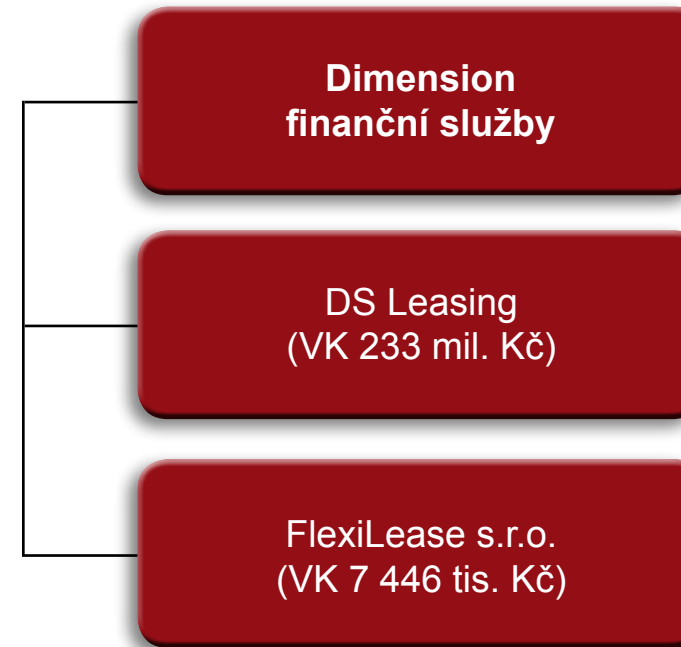 Dimension
finanční služby
DS Leasing
(VK 233 mil. Kč)
FlexiLease s.r.o.
(VK 7 446 tis. Kč)